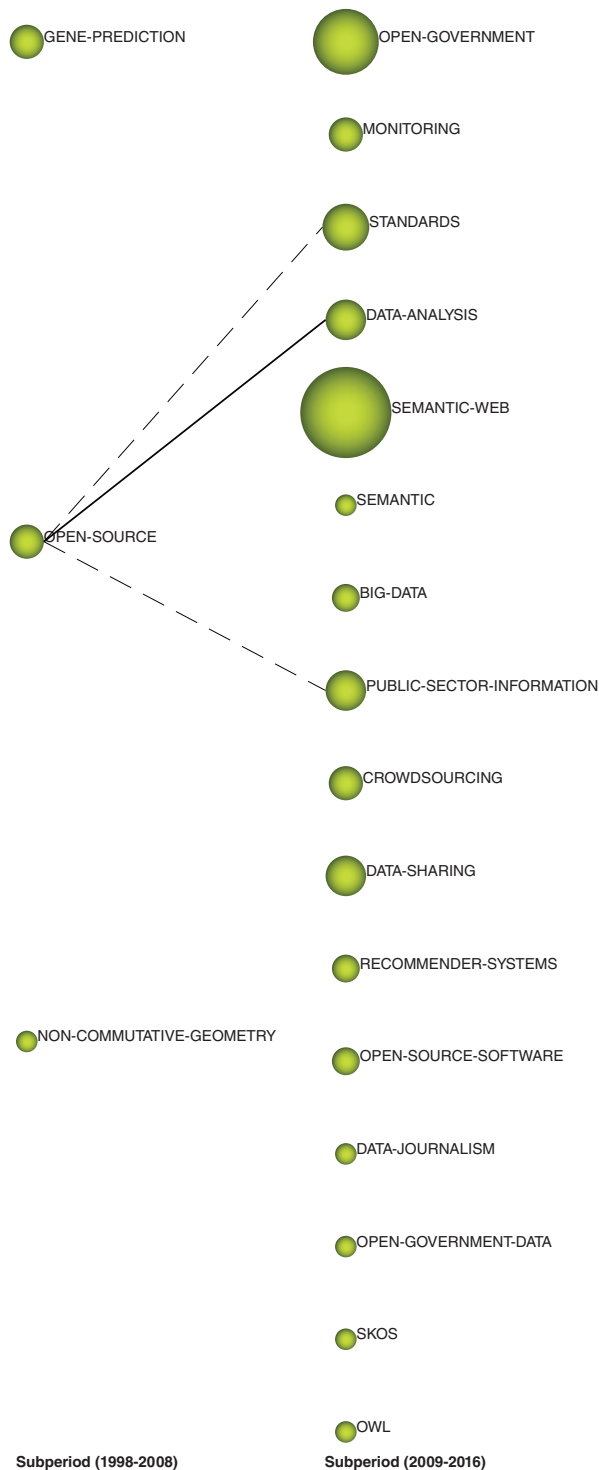 GENE-PREDICTION
OPEN-GOVERNMENT
MONITORING
STANDARDS
DATA-ANALYSIS
SEMANTIC-WEB
SEMANTIC
OPEN-SOURCE
BIG-DATA
PUBLIC-SECTOR-INFORMATION
CROWDSOURCING
DATA-SHARING
RECOMMENDER-SYSTEMS
NON-COMMUTATIVE-GEOMETRY
OPEN-SOURCE-SOFTWARE
DATA-JOURNALISM
OPEN-GOVERNMENT-DATA
SKOS
OWL
Subperiod (1998-2008)
Subperiod (2009-2016)